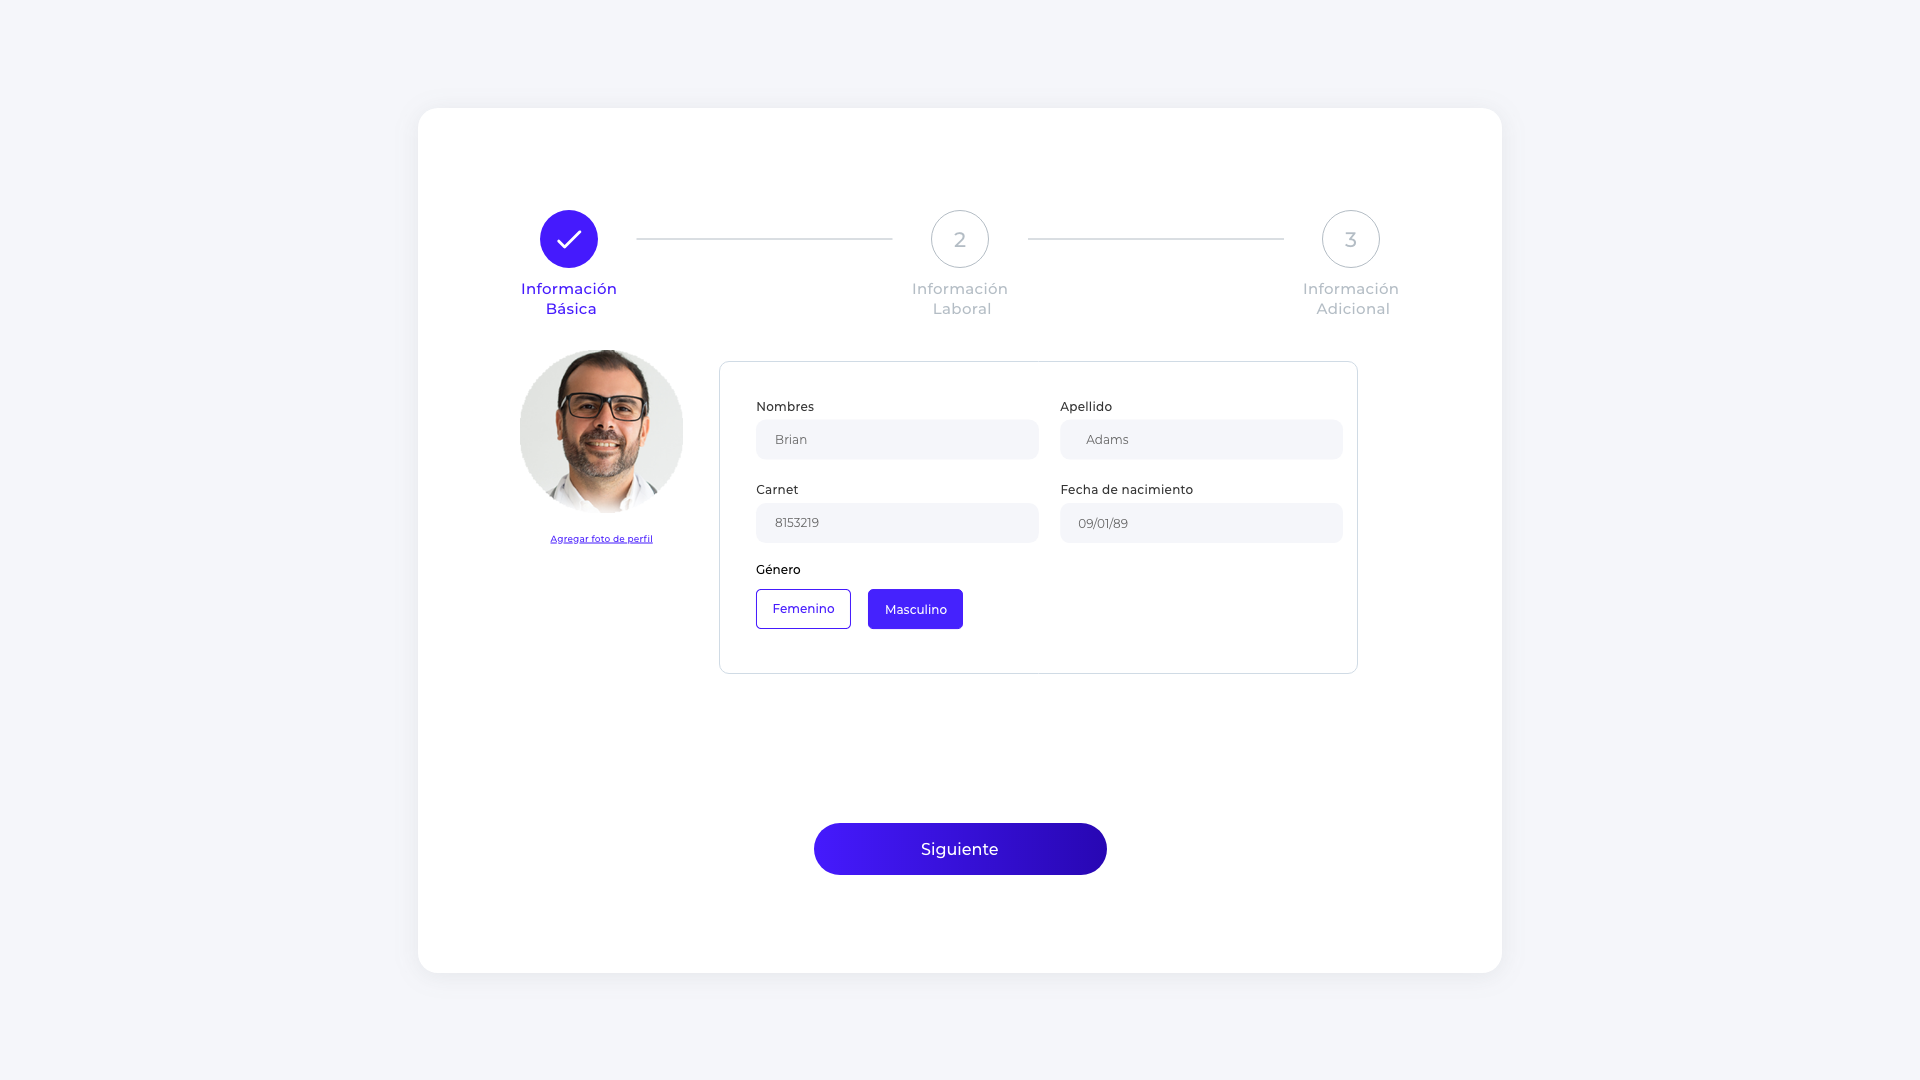 2
3
Información
Básica
Información
Laboral
Información
Adicional
Nombres
Apellido
Brian
Adams
Carnet
Fecha de nacimiento
8153219
09/01/89
Agregar foto de perfil
Género
Femenino
Masculino
Siguiente